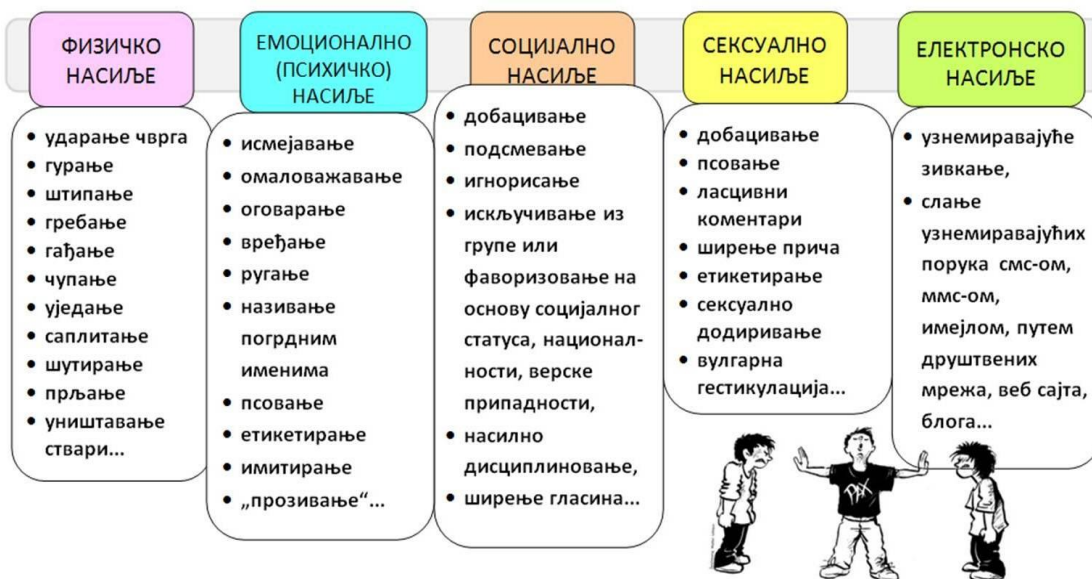 ФИЗИЧКО
НАСИЉЕ
• ударање чврга
• гурање
• штипање
• гребање
• гађање
• чупање
• уједање
• саплитање
• шутирање
• прљање
• уништавање
ствари...
ЕМОЦИОНАЛНО
(ПСИХИЧКО)
НАСИЉЕ
• исмејавање
• омаловажавање
• оговарање
• вређање
• ругање
• називање
погрдним
именима
• псовање
• етикетирање
• имитирање
• „прозивање“...
СОЦИЈАЛНО
НАСИЉЕ
• добацивање
• подсмевање
• игнорисање
• искључивање из
групе или
фаворизовање на
основу социјалног
статуса, национал-
ности, верске
припадности,
• насилно
дисциплиновање,
• ширење гласина...
СЕКСУАЛНО
НАСИЉЕ
• добацивање
• псовање
• ласцивни
коментари
• ширење прича
• етикетирање
• сексуално
додиривање
• вулгарна
гестикулација...
ЕЛЕКТРОНСКО
НАСИЉЕ
• узнемиравајуће
зивкање,
• слање
узнемиравајућих
порука смс-ом,
ммс-ом,
имејлом, путем
друштвених
мрежа, веб сајта,
блога...
PAX